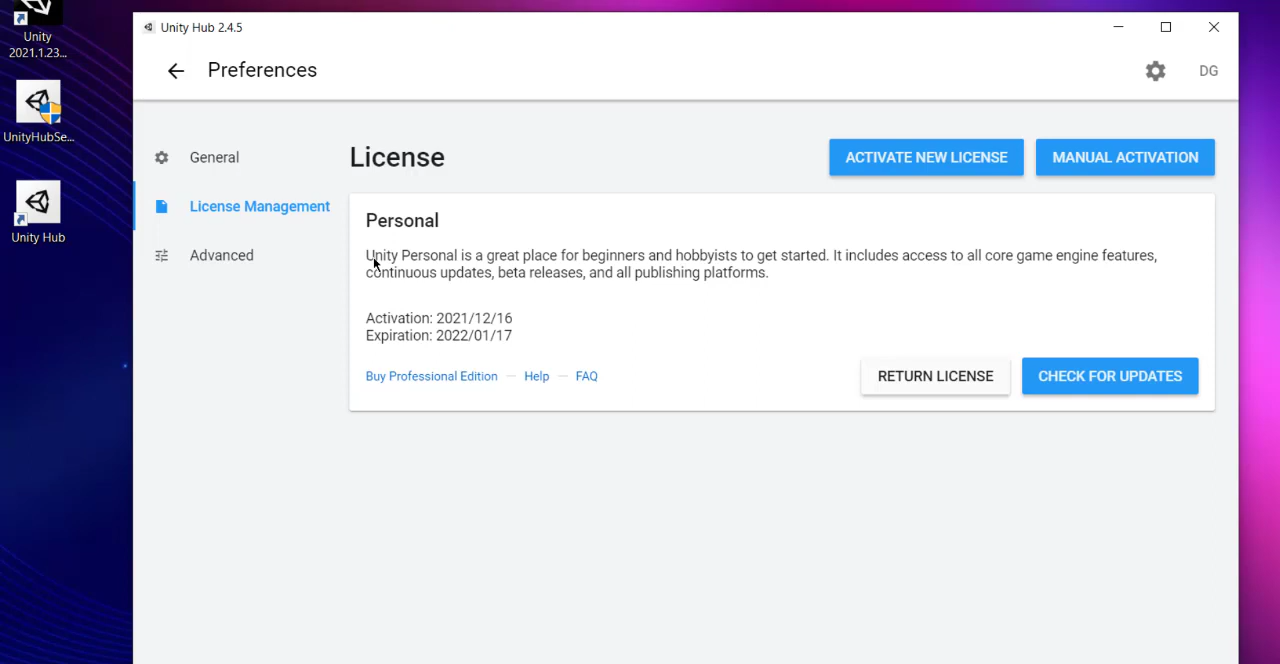 Unity
2021.1.23...
UnityHubSe...
Unity Hub
Unity Hub 2.4.5
Preferences
DG
General
License Management
Advanced
License
ACTIVATE NEW LICENSE
MANUAL ACTIVATION
Personal
Unity Personal is a great place for beginners and hobbyists to get started. It includes access to all core game engine features,
continuous updates, beta releases, and all publishing platforms.
Activation: 2021/12/16
Expiration: 2022/01/17
Buy Professional Edition — Help — FAQ
RETURN LICENSE
CHECK FOR UPDATES